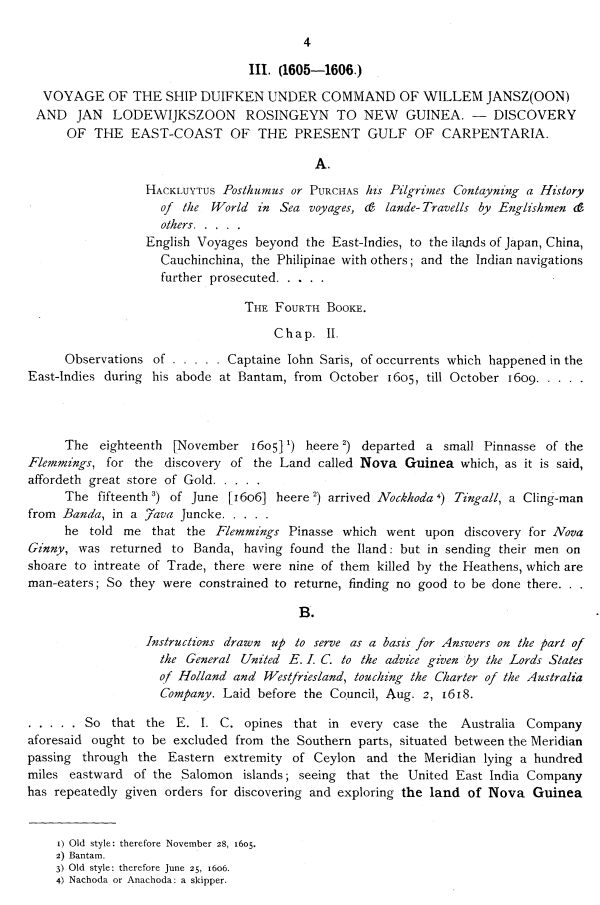 4
III. (1605—1606.)
VOYAGE OF THE SHIP DUIFKEN UNDER COMMAND OF WILLEM JANSZ(OON)
AND JAN LODEWIJKSZOON ROSINGEYN TO NEW GUINEA. — DISCOVERY
OF THE EAST-COAST OF THE PRESENT GULF OF CARPENTARIA.
A.
HACKLUYTUS Posthumus or PURCHAS his Pilgrimes Contayning a History
of the World in Sea voyages, & lande-Travells by Englishmen &
others. . . . .
English Voyages beyond the East-Indies, to the ilands of Japan, China,
Cauchinchina, the Philipinae with others; and the Indian navigations
further prosecuted. . . . .
THE FOURTH BOOKE.
Chap. II.
Observations of . . . . . Captaine Iohn Saris, of occurrents which happened in the
East-Indies during his abode at Bantam, from October 1605, till October 1609. . . . .
The eighteenth [November 1605] ¹) heere ²) departed a small Pinnasse of the
Flemmings, for the discovery of the Land called Nova Guinea which, as it is said,
affordeth great store of Gold. . . . .
The fifteenth ³) of June [1606] heere ²) arrived Nockhoda ⁴) Tingall, a Cling-man
from Banda, in a Java Juncke. . . . .
he told me that the Flemmings Pinasse which went upon discovery for Nova
Ginny, was returned to Banda, having found the Iland: but in sending their men on
shoare to intreate of Trade, there were nine of them killed by the Heathens, which are
man-eaters; So they were constrained to returne, finding no good to be done there. . .
B.
Instructions drawn up to serve as a basis for Answers on the part of
the General United E. I. C. to the advice given by the Lords States
of Holland and Westfriesland, touching the Charter of the Australia
Company. Laid before the Council, Aug. 2, 1618.
. . . . . So that the E. I. C. opines that in every case the Australia Company
aforesaid ought to be excluded from the Southern parts, situated between the Meridian
passing through the Eastern extremity of Ceylon and the Meridian lying a hundred
miles eastward of the Salomon islands; seeing that the United East India Company
has repeatedly given orders for discovering and exploring the land of Nova Guinea
1) Old style: therefore November 28, 1605.
2) Bantam.
3) Old style: therefore June 25, 1606.
4) Nachoda or Anachoda: a skipper.